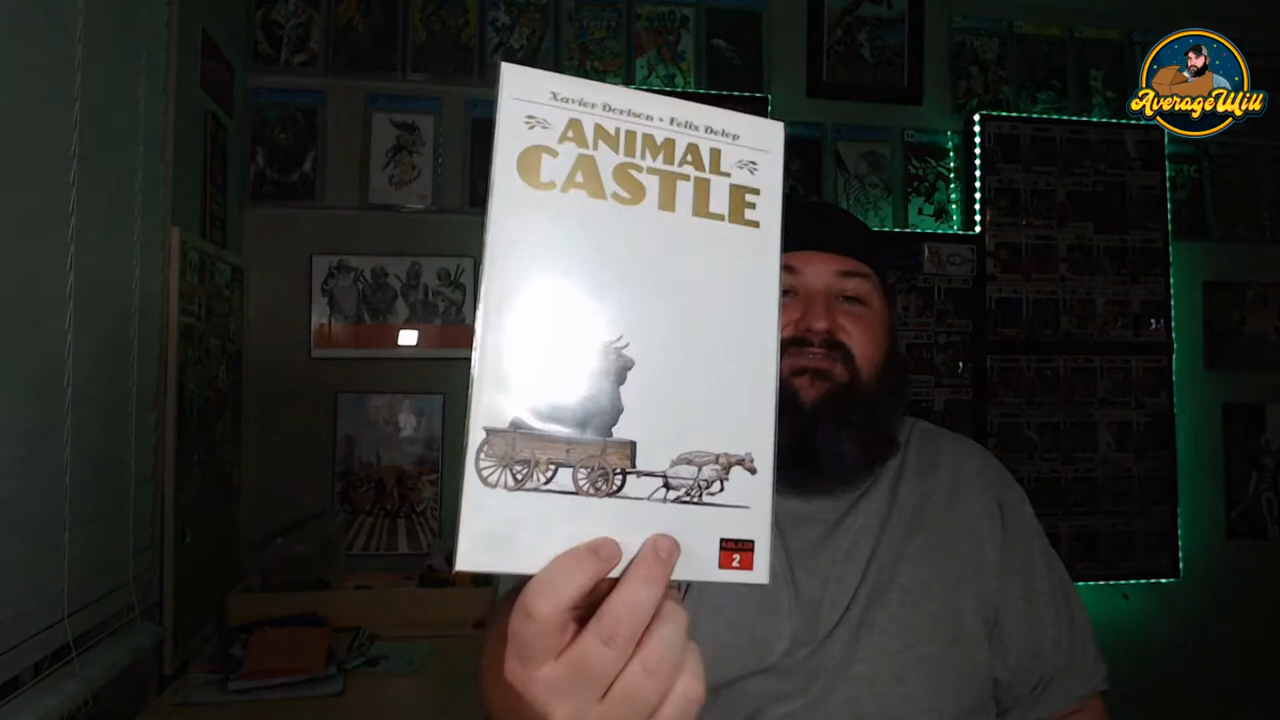 AverageWill
Xavier Dorison • Felix Delep
ANIMAL
CASTLE
ABLAZE
2